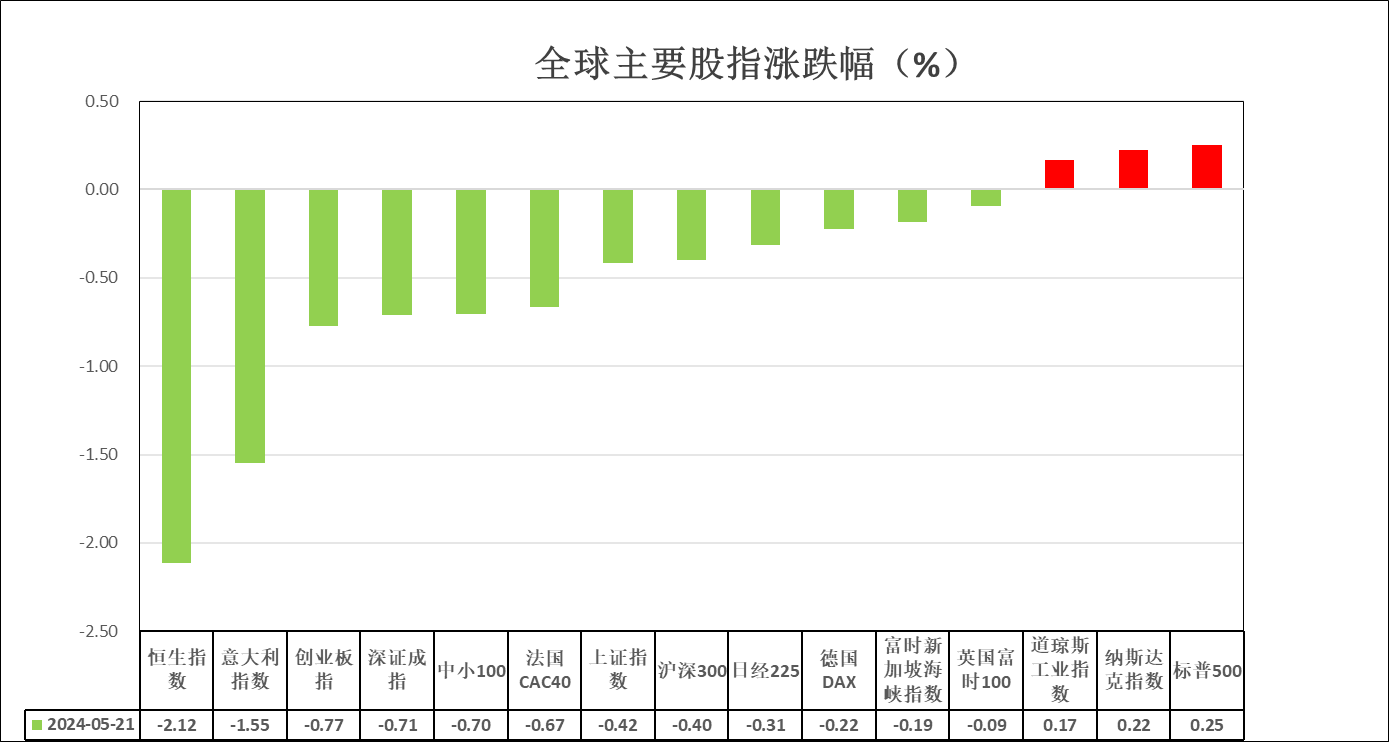 全球主要股指涨跌幅（%）
0.50
0.00
-0.50
-1.00
-1.50
-2.00
-2.50
恒生指
数
意大利
指数
创业板
指
深证成
指
中小100
法国
CAC40
上证指
数
沪深300
日经225
德国
DAX
富时新
加坡海
峡指数
英国富
时100
道琼斯
工业指
数
纳斯达
克指数
标普500
2024-05-21 -2.12 -1.55 -0.77 -0.71 -0.70 -0.67 -0.42 -0.40 -0.31 -0.22 -0.19 -0.09 0.17 0.22 0.25